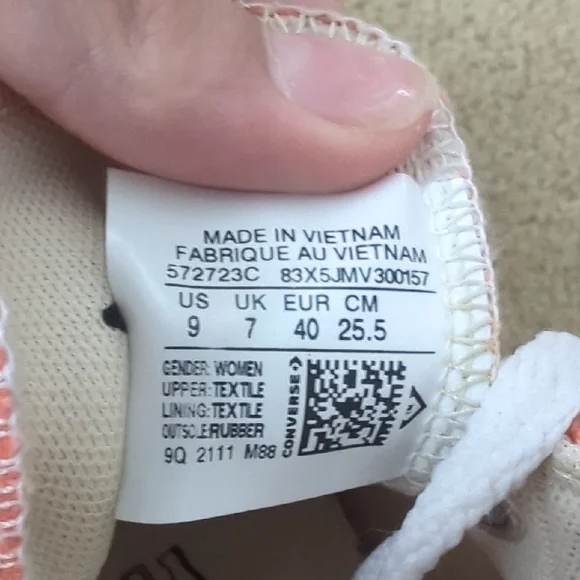 MADE IN VIETNAM
FABRIQUE AU VIETNAM
572723C 83X5JMV300157
US UK EUR CM
9 7 40 25.5
GENDER: WOMEN
UPPER: TEXTILE
LINING: TEXTILE
OUTSOLE:RUBBER
9Q 2111 M88
CONVERSE